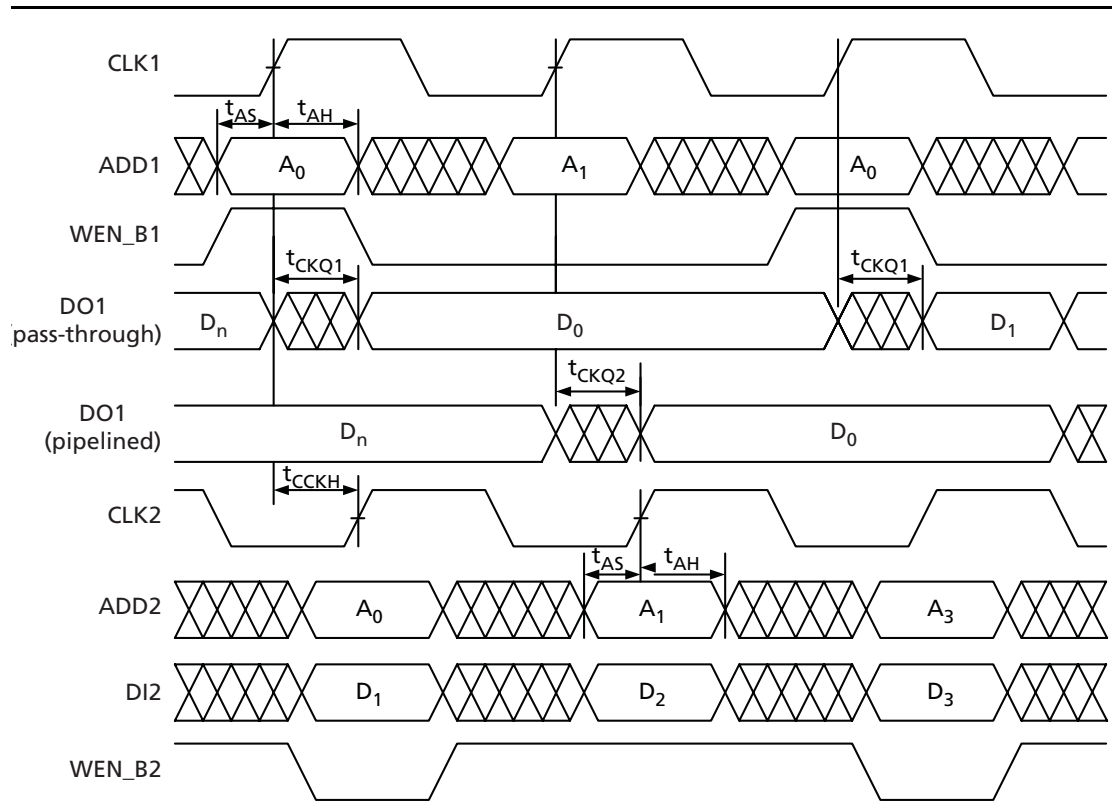 CLK1
tAS tAH
ADD1 A0 A1 A0
WEN_B1
tCKQ1 tCKQ1
DO1
pass-through) Dn D0 D1
tCKQ2
DO1
(pipelined) Dn D0
tCCKH
CLK2
tAS tAH
ADD2 A0 A1 A3
DI2 D1 D2 D3
WEN_B2